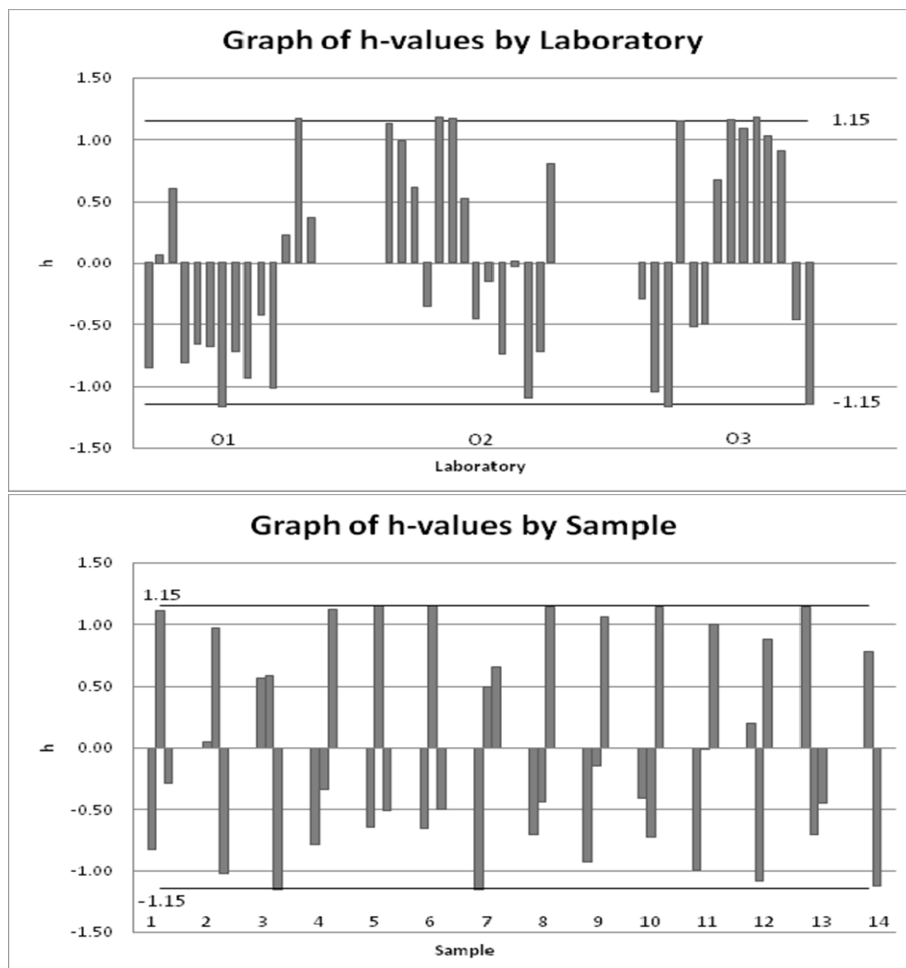 Graph of h-values by Laboratory
1.50
1.15
1.00
0.50
0.00
h
-0.50
-1.00
-1.15
-1.50
O1 O2 O3
Laboratory
Graph of h-values by Sample
1.50
1.15
1.00
0.50
0.00
h
-0.50
-1.00
-1.15
-1.50
1 2 3 4 5 6 7 8 9 10 11 12 13 14
Sample